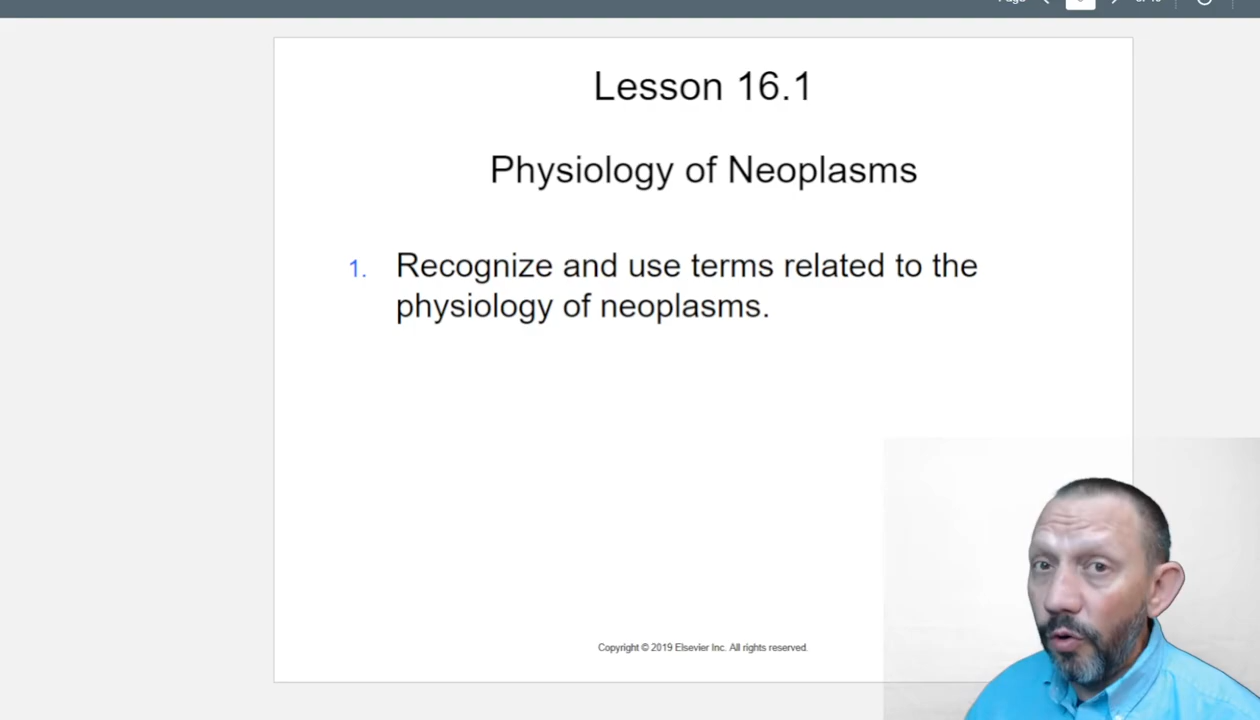 Lesson 16.1
Physiology of Neoplasms
1. Recognize and use terms related to the
physiology of neoplasms.
Copyright © 2019 Elsevier Inc. All rights reserved.